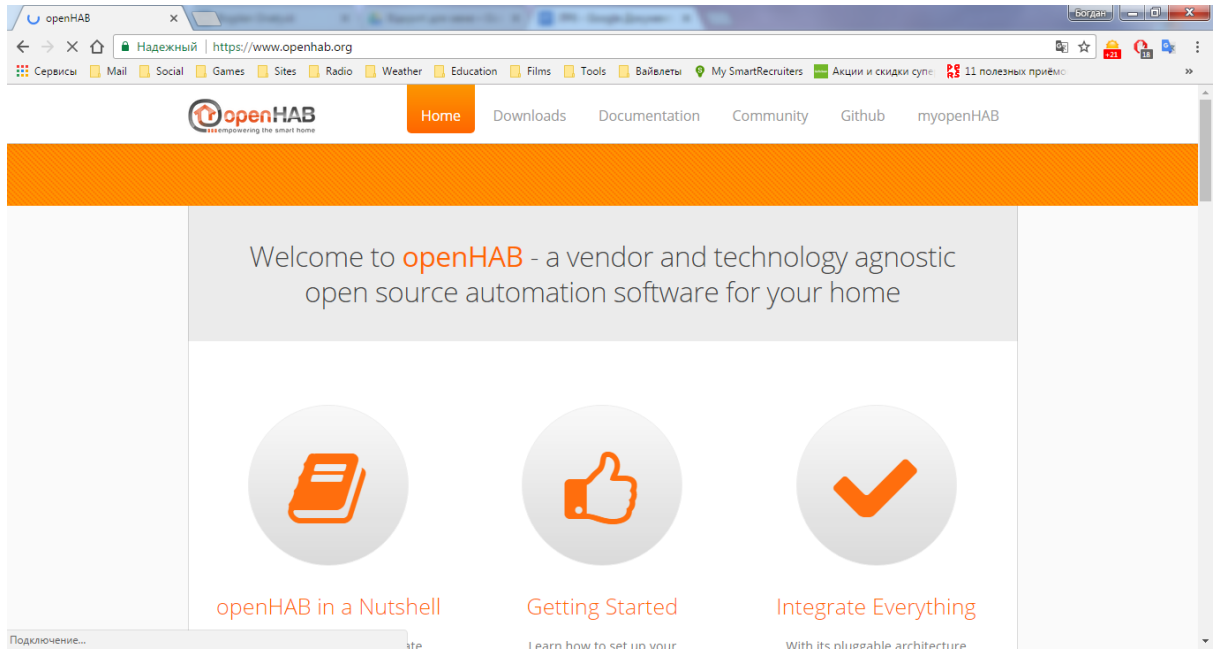 openHAB
Богдан
Надежный https://www.openhab.org
+21 18
Сервисы Mail Social Games Sites Radio Weather Education Films Tools Вайвлеты My SmartRecruiters Акции и скидки супе 11 полезных приёмо »
openHAB
empowering the smart home
Home Downloads Documentation Community Github myopenHAB
Welcome to openHAB - a vendor and technology agnostic
open source automation software for your home
openHAB in a Nutshell Getting Started Integrate Everything
Learn how to set up your With its pluggable architecture
Подключение...